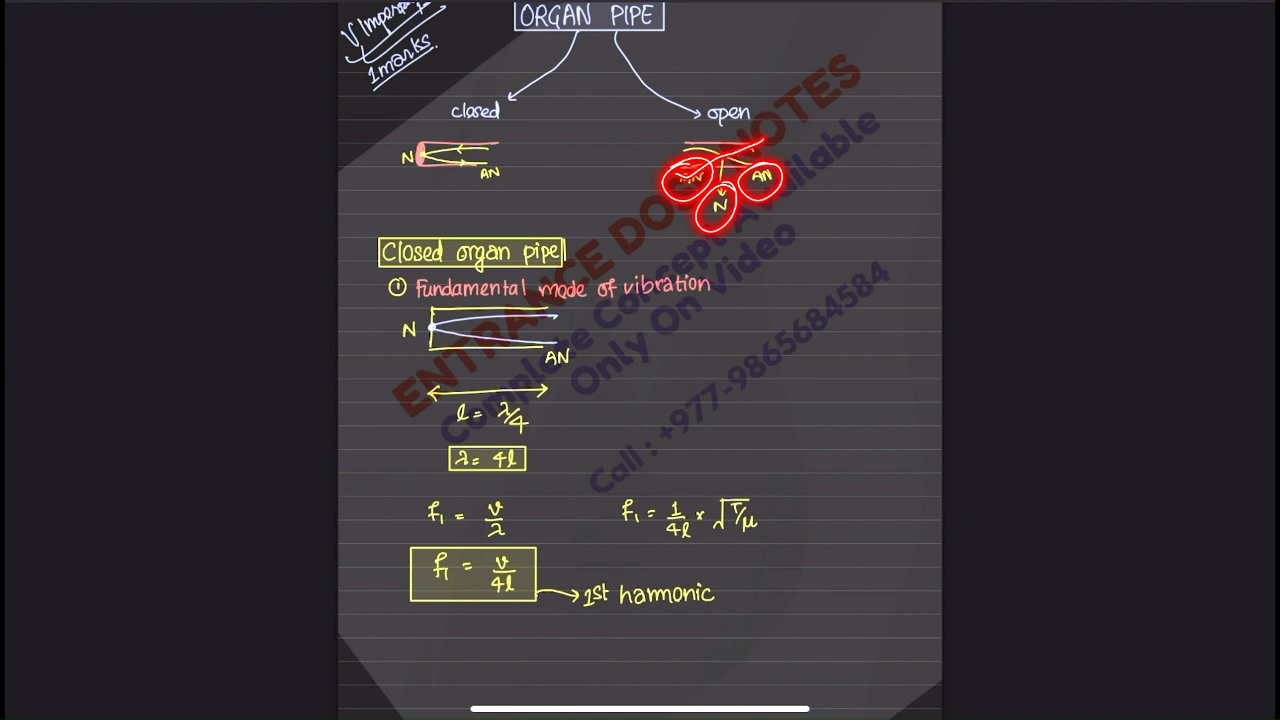 V Imper
1marks.
ORGAN PIPE
closed
open
N
AN
AN
N
Closed organ pipe
① Fundamental mode of vibration
N
AN
l = λ/4
λ = 4l
f₁ = v/λ
f₁ = 1/4l × √T/μ
f₁ = v/4l
→ 1st harmonic
ENTRANCE DOSE NOTES
Complete Concept Available
Only On Video
Call : +977-9865684584